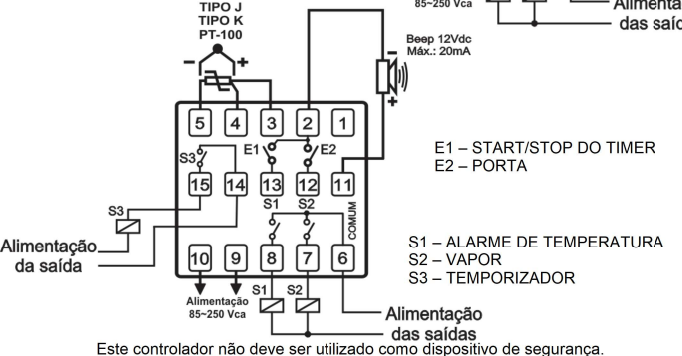 TIPO J
TIPO K
PT-100
85~250 Vca
Alimenta
das saíd
Beep 12Vdc
Máx.: 20mA
− +
−
+
5 4 3 2 1
S3 E1 E2
15 14 13 12 11
S1 S2
COMUM
S3
10 9 8 7 6
Alimentação
da saída
Alimentação
85~250 Vca
S1 S2
Alimentação
das saídas
E1 – START/STOP DO TIMER
E2 – PORTA
S1 – ALARME DE TEMPERATURA
S2 – VAPOR
S3 – TEMPORIZADOR
Este controlador não deve ser utilizado como dispositivo de segurança.